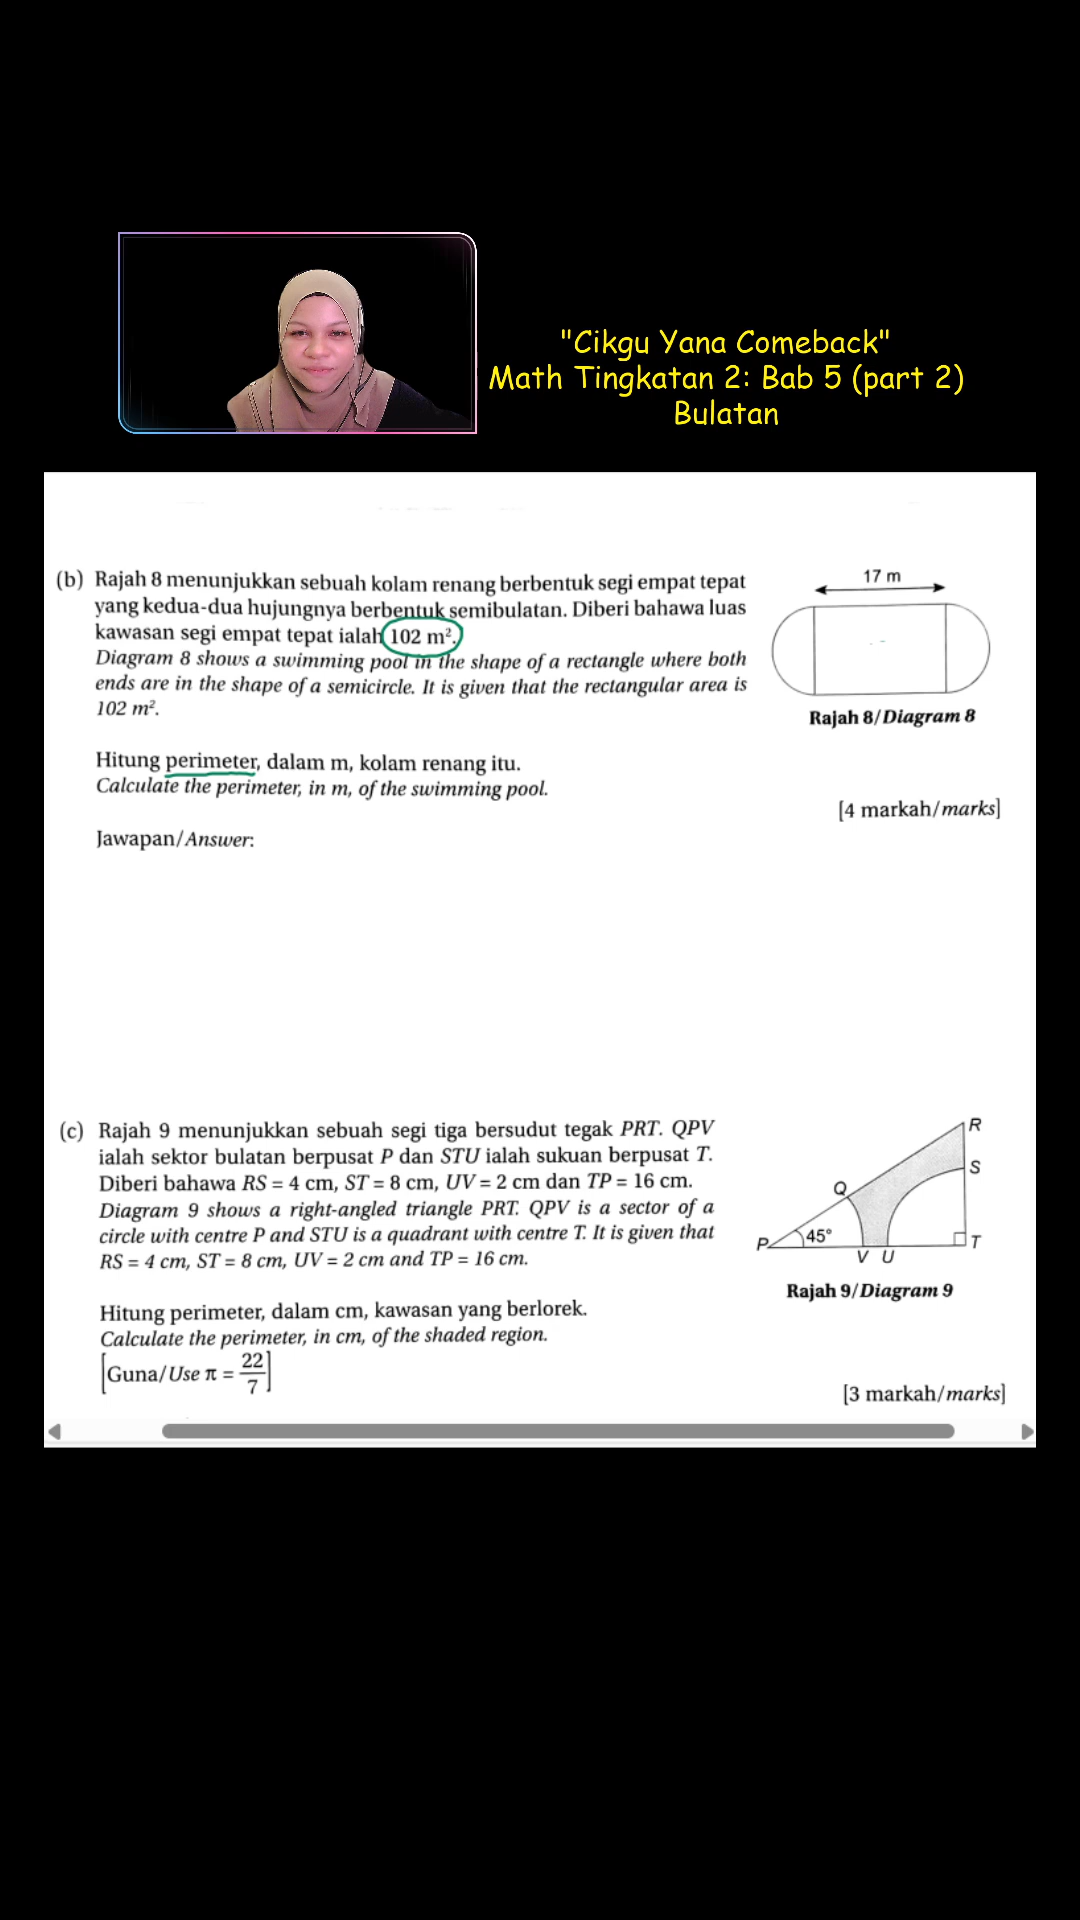 "Cikgu Yana Comeback"
Math Tingkatan 2: Bab 5 (part 2)
Bulatan
(b) Rajah 8 menunjukkan sebuah kolam renang berbentuk segi empat tepat
yang kedua-dua hujungnya berbentuk semibulatan. Diberi bahawa luas
kawasan segi empat tepat ialah 102 m².
Diagram 8 shows a swimming pool in the shape of a rectangle where both
ends are in the shape of a semicircle. It is given that the rectangular area is
102 m².
17 m
Rajah 8/Diagram 8
Hitung perimeter, dalam m, kolam renang itu.
Calculate the perimeter, in m, of the swimming pool.
[4 markah/marks]
Jawapan/Answer:
(c) Rajah 9 menunjukkan sebuah segi tiga bersudut tegak PRT. QPV
ialah sektor bulatan berpusat P dan STU ialah sukuan berpusat T.
Diberi bahawa RS = 4 cm, ST = 8 cm, UV = 2 cm dan TP = 16 cm.
Diagram 9 shows a right-angled triangle PRT. QPV is a sector of a
circle with centre P and STU is a quadrant with centre T. It is given that
RS = 4 cm, ST = 8 cm, UV = 2 cm and TP = 16 cm.
R
S
Q
P
45°
T
V U
Rajah 9/Diagram 9
Hitung perimeter, dalam cm, kawasan yang berlorek.
Calculate the perimeter, in cm, of the shaded region.
[Guna/Use π = 22/7]
[3 markah/marks]